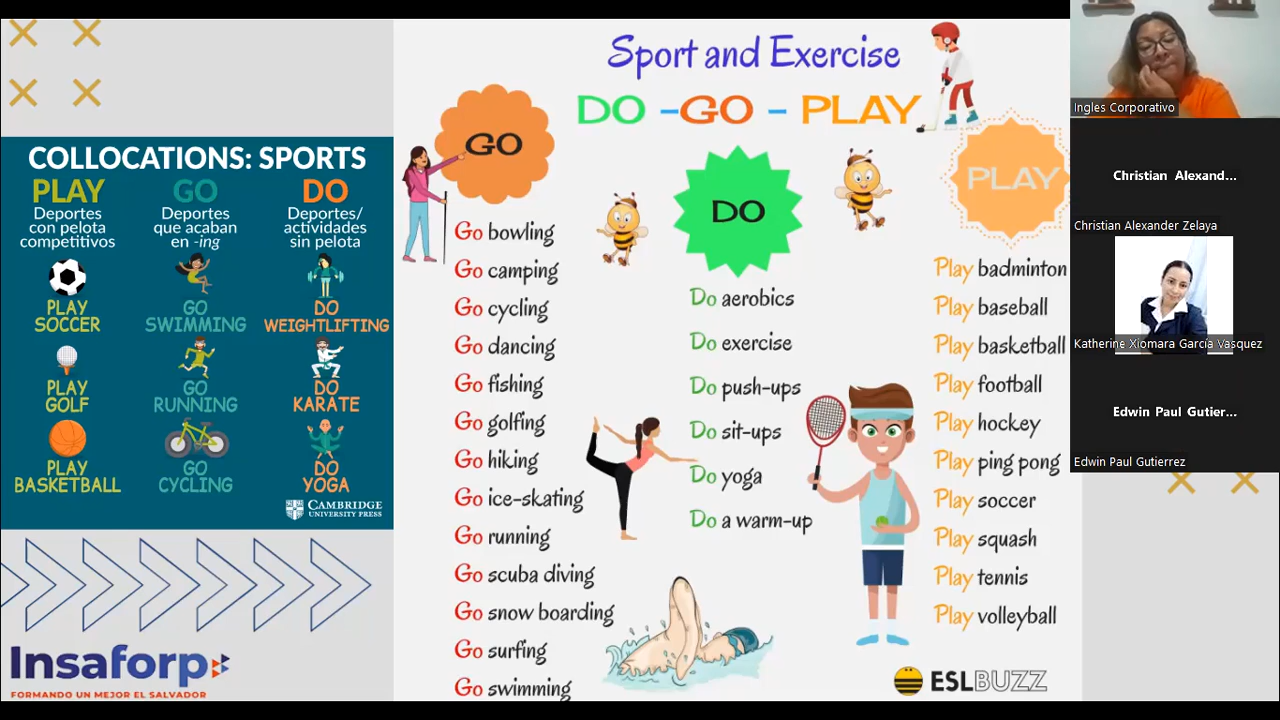 COLLOCATIONS: SPORTS
PLAY
Deportes
con pelota
competitivos
PLAY
SOCCER
PLAY
GOLF
PLAY
BASKETBALL
GO
Deportes
que acaban
en -ing
GO
SWIMMING
GO
RUNNING
GO
CYCLING
DO
Deportes/
actividades
sin pelota
DO
WEIGHTLIFTING
DO
KARATE
DO
YOGA
CAMBRIDGE
UNIVERSITY PRESS
Insaforp
FORMANDO UN MEJOR EL SALVADOR
Sport and Exercise
DO - GO - PLAY
GO
Go bowling
Go camping
Go cycling
Go dancing
Go fishing
Go golfing
Go hiking
Go ice-skating
Go running
Go scuba diving
Go snow boarding
Go surfing
Go swimming
DO
Do aerobics
Do exercise
Do push-ups
Do sit-ups
Do yoga
Do a warm-up
PLAY
Play badminton
Play baseball
Play basketball
Play football
Play hockey
Play ping pong
Play soccer
Play squash
Play tennis
Play volleyball
ESLBUZZ
Ingles Corporativo
Christian Alexand...
Christian Alexander Zelaya
Katherine Xiomara Garcia Vasquez
Edwin Paul Gutier...
Edwin Paul Gutierrez